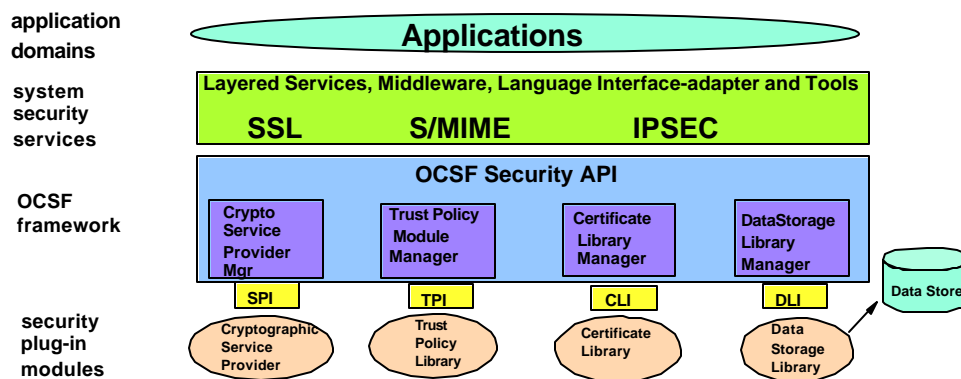 application
domains
Applications
system
security
services
Layered Services, Middleware, Language Interface-adapter and Tools
SSL S/MIME IPSEC
OCSF
framework
OCSF Security API
Crypto
Service
Provider
Mgr
Trust Policy
Module
Manager
Certificate
Library
Manager
DataStorage
Library
Manager
Data Store
SPI
TPI
CLI
DLI
security
plug-in
modules
Cryptographic
Service
Provider
Trust
Policy
Library
Certificate
Library
Data
Storage
Library